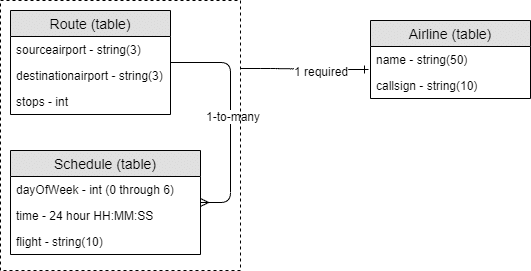 Route (table)
sourceairport - string(3)
destinationairport - string(3)
stops - int
Airline (table)
name - string(50)
callsign - string(10)
1 required
1-to-many
Schedule (table)
dayOfWeek - int (0 through 6)
time - 24 hour HH:MM:SS
flight - string(10)